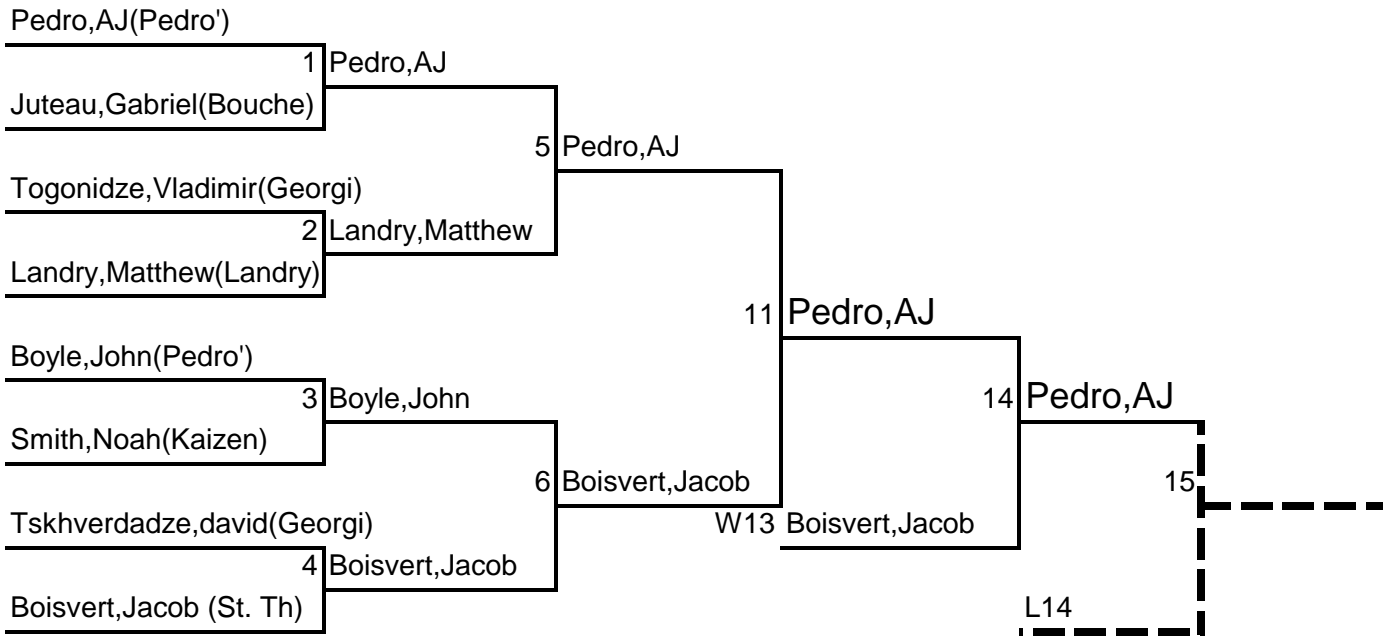 Pedro,AJ(Pedro')
1 Pedro,AJ
Juteau,Gabriel(Bouche)
5 Pedro,AJ
Togonidze,Vladimir(Georgi)
2 Landry,Matthew
Landry,Matthew(Landry)
11 Pedro,AJ
Boyle,John(Pedro')
3 Boyle,John
14 Pedro,AJ
Smith,Noah(Kaizen)
6 Boisvert,Jacob
15
Tskhverdadze,david(Georgi)
W13 Boisvert,Jacob
4 Boisvert,Jacob
Boisvert,Jacob (St. Th)
L14